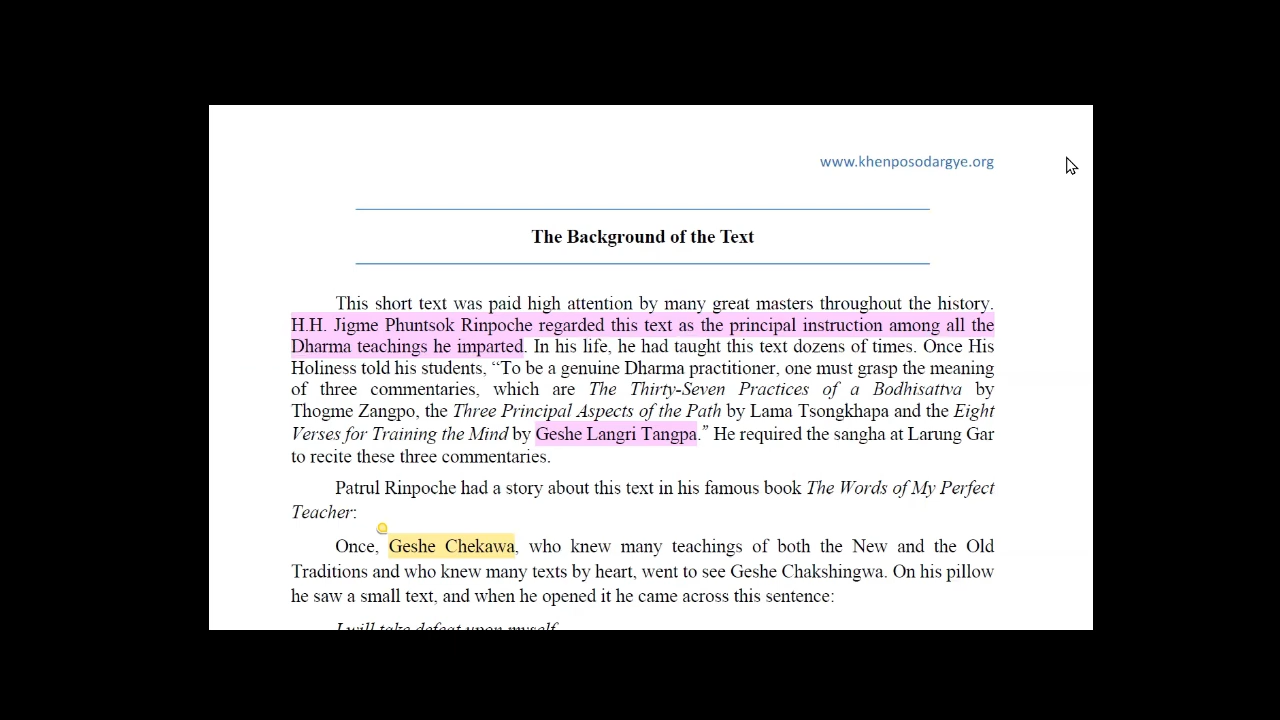 www.khenposodargye.org
The Background of the Text
This short text was paid high attention by many great masters throughout the history.
H.H. Jigme Phuntsok Rinpoche regarded this text as the principal instruction among all the
Dharma teachings he imparted. In his life, he had taught this text dozens of times. Once His
Holiness told his students, “To be a genuine Dharma practitioner, one must grasp the meaning
of three commentaries, which are The Thirty-Seven Practices of a Bodhisattva by
Thogme Zangpo, the Three Principal Aspects of the Path by Lama Tsongkhapa and the Eight
Verses for Training the Mind by Geshe Langri Tangpa.” He required the sangha at Larung Gar
to recite these three commentaries.
Patrul Rinpoche had a story about this text in his famous book The Words of My Perfect
Teacher:
Once, Geshe Chekawa, who knew many teachings of both the New and the Old
Traditions and who knew many texts by heart, went to see Geshe Chakshingwa. On his pillow
he saw a small text, and when he opened it he came across this sentence:
I will take defeat upon myself